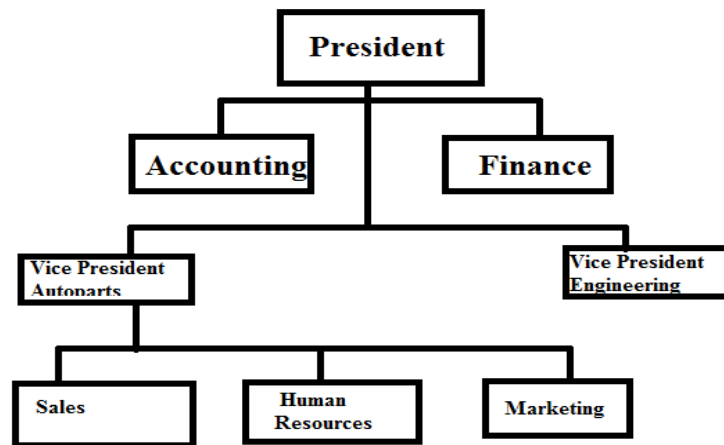 President
Accounting
Finance
Vice President
Autoparts
Vice President
Engineering
Sales
Human
Resources
Marketing